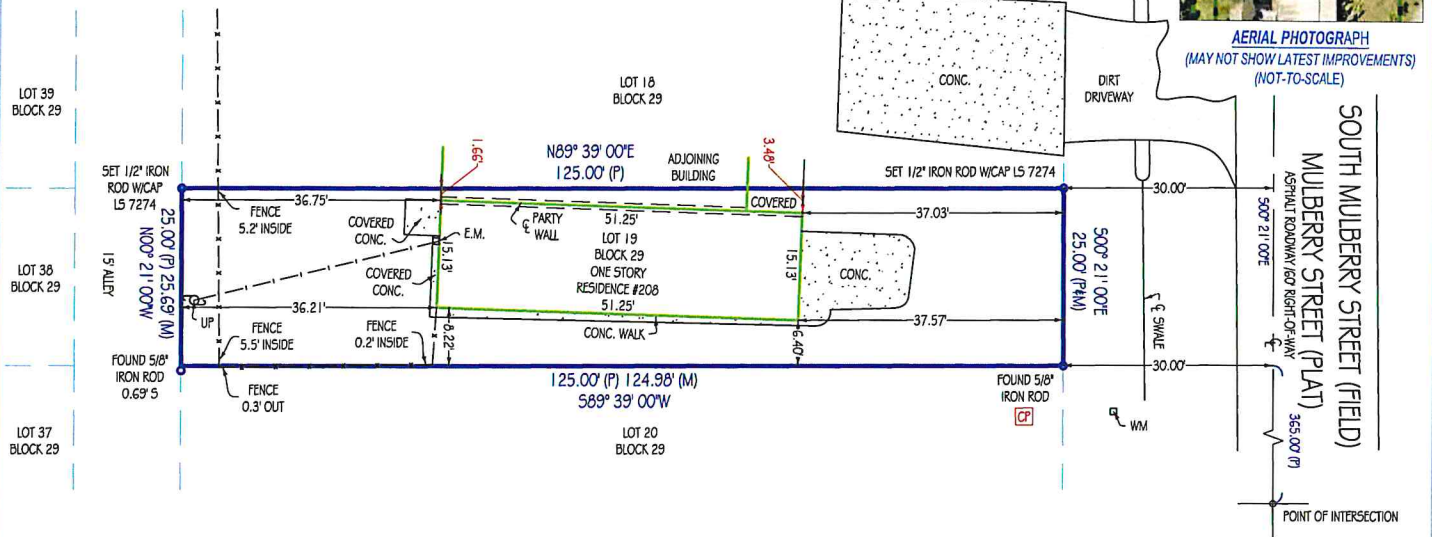 AERIAL PHOTOGRAPH
(MAY NOT SHOW LATEST IMPROVEMENTS)
(NOT-TO-SCALE)
LOT 39
BLOCK 29
LOT 18
BLOCK 29
CONC.
DIRT
DRIVEWAY
SOUTH MULBERRY STREET (FIELD)
MULBERRY STREET (PLAT)
ASPHALT ROADWAY/60' RIGHT-OF-WAY
℄
S00° 21' 00"E
365.00' (P)
SET 1/2" IRON
ROD W/CAP
LS 7274
1.66'
N89° 39' 00"E
125.00' (P)
ADJOINING
BUILDING
3.48'
SET 1/2" IRON ROD W/CAP LS 7274
30.00'
36.75'
FENCE
5.2' INSIDE
COVERED
CONC.
E.M.
PARTY
WALL
℄
COVERED
51.25'
37.03'
25.00' (P) 25.69' (M)
N00° 21' 00"W
15' ALLEY
LOT 38
BLOCK 29
COVERED
CONC.
15.13'
LOT 19
BLOCK 29
ONE STORY
RESIDENCE #208
51.25'
15.13'
CONC.
S00° 21' 00"E
25.00' (P&M)
℄ SWALE
UP
36.21'
37.57'
CONC. WALK
FENCE
5.5' INSIDE
FENCE
0.2' INSIDE
8.22'
6.40'
30.00'
FOUND 5/8"
IRON ROD
0.69' S
FENCE
0.3' OUT
125.00' (P) 124.98' (M)
S89° 39' 00"W
FOUND 5/8"
IRON ROD
CP
WM
LOT 37
BLOCK 29
LOT 20
BLOCK 29
POINT OF INTERSECTION